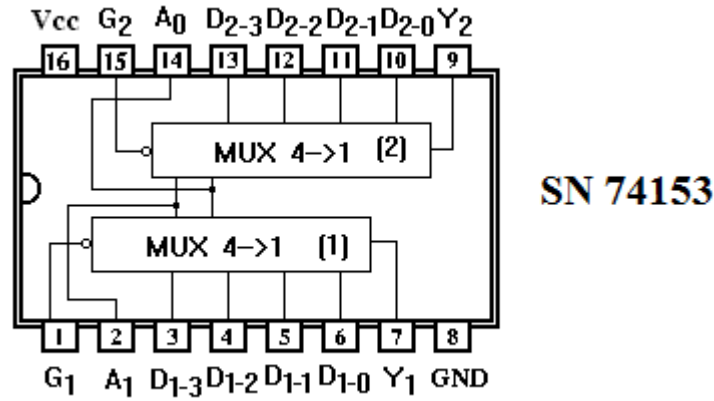 Vcc G2 A0 D2-3 D2-2 D2-1 D2-0 Y2
16 15 14 13 12 11 10 9
MUX 4->1 (2)
SN 74153
MUX 4->1 (1)
1 2 3 4 5 6 7 8
G1 A1 D1-3 D1-2 D1-1 D1-0 Y1 GND